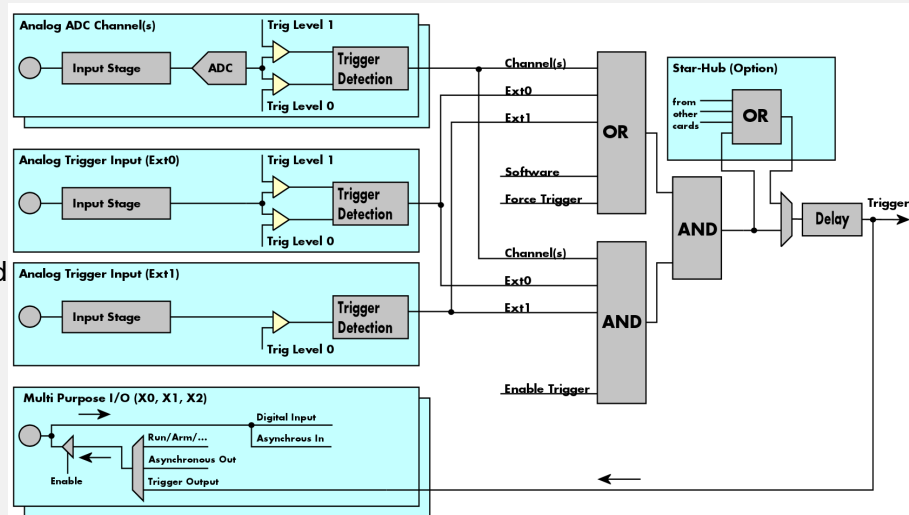 Analog ADC Channel(s)
Trig Level 1
Input Stage
ADC
Trigger
Detection
Trig Level 0
Analog Trigger Input (Ext0)
Trig Level 1
Input Stage
Trigger
Detection
Trig Level 0
d
Analog Trigger Input (Ext1)
Input Stage
Trigger
Detection
Trig Level 0
Multi Purpose I/O (X0, X1, X2)
Digital Input
Run/Arm/...
Asynchrous In
Asynchronous Out
Enable
Trigger Output
Channel(s)
Ext0
Ext1
OR
Software
Force Trigger
Channel(s)
Ext0
Ext1
AND
Enable Trigger
AND
Star-Hub (Option)
from
other
cards
OR
Delay
Trigger